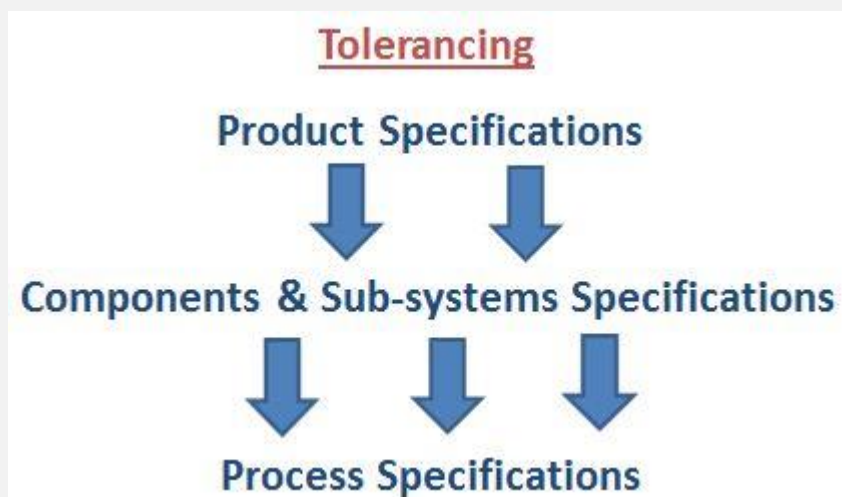 Tolerancing
Product Specifications
Components & Sub-systems Specifications
Process Specifications